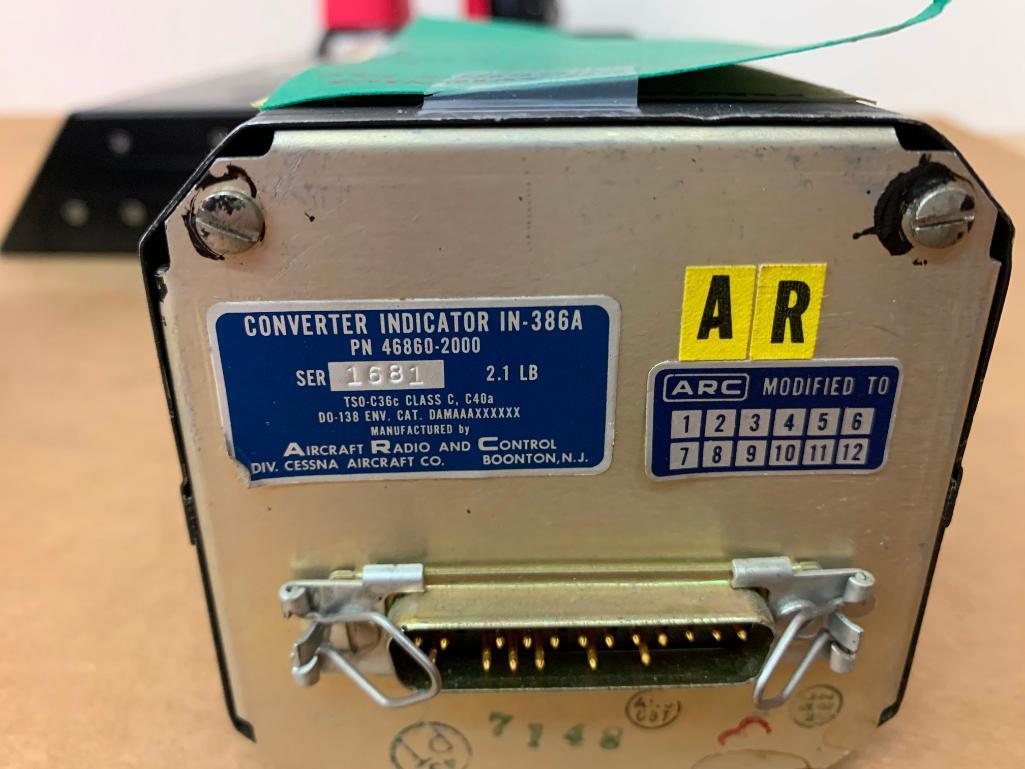 CONVERTER INDICATOR IN-386A
PN 46860-2000
SER 1681 2.1 LB
TSO-C36c CLASS C, C40a
DO-138 ENV. CAT. DAMAAAXXXXXX
MANUFACTURED by
AIRCRAFT RADIO AND CONTROL
DIV. CESSNA AIRCRAFT CO. BOONTON, N.J.
A R
ARC MODIFIED TO
1 2 3 4 5 6
7 8 9 10 11 12
7148